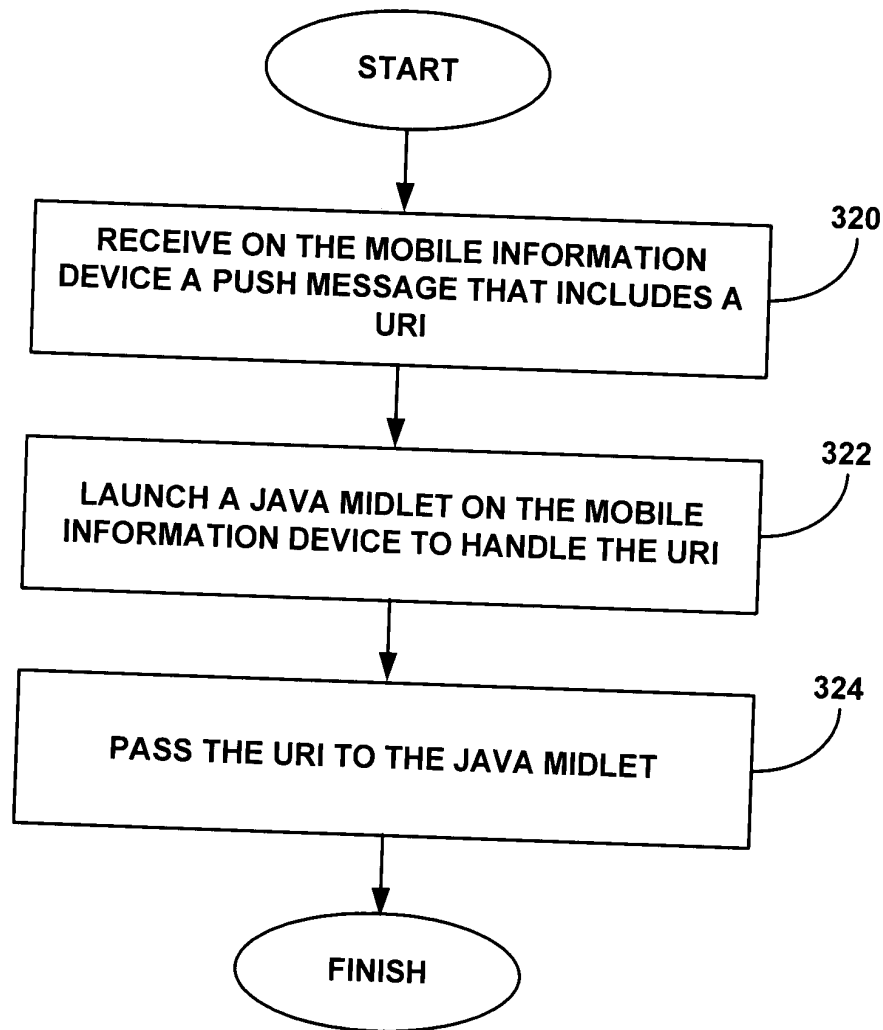 START
320
RECEIVE ON THE MOBILE INFORMATION
DEVICE A PUSH MESSAGE THAT INCLUDES A
URI
322
LAUNCH A JAVA MIDLET ON THE MOBILE
INFORMATION DEVICE TO HANDLE THE URI
324
PASS THE URI TO THE JAVA MIDLET
FINISH